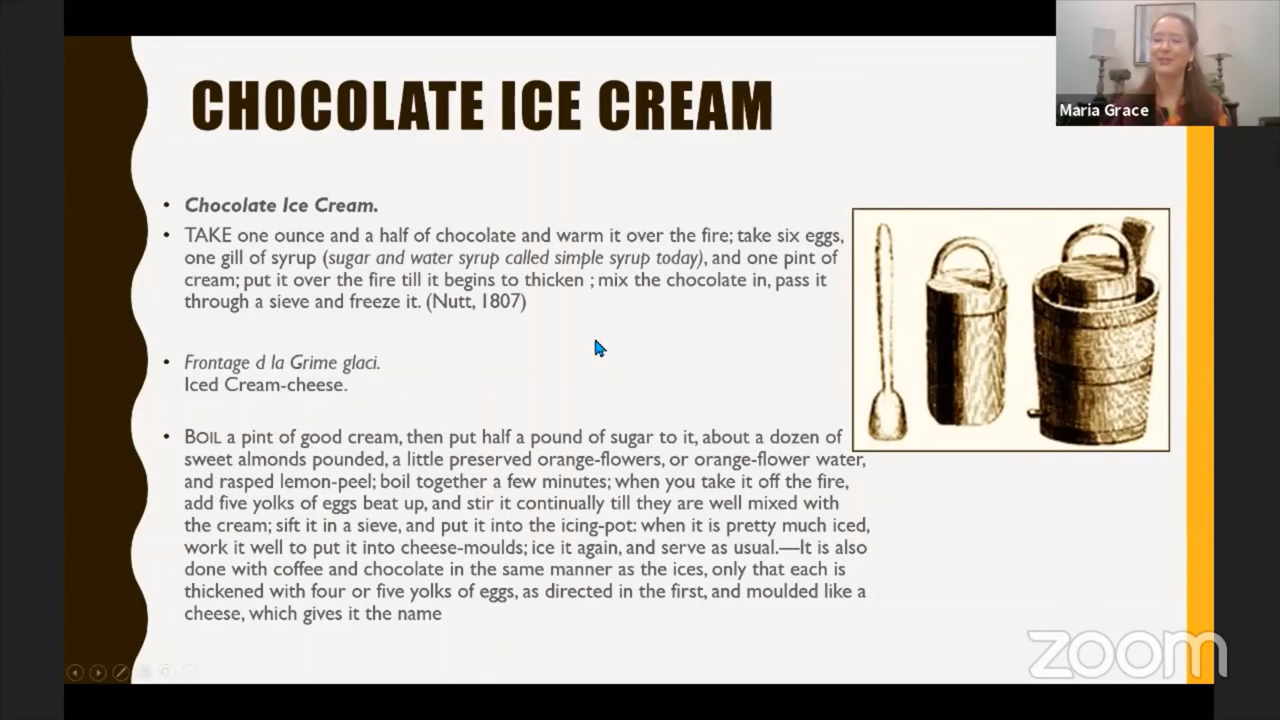 CHOCOLATE ICE CREAM
Maria Grace
• Chocolate Ice Cream.
• TAKE one ounce and a half of chocolate and warm it over the fire; take six eggs,
one gill of syrup (sugar and water syrup called simple syrup today), and one pint of
cream; put it over the fire till it begins to thicken ; mix the chocolate in, pass it
through a sieve and freeze it. (Nutt, 1807)
• Frontage d la Grime glaci.
Iced Cream-cheese.
• BOIL a pint of good cream, then put half a pound of sugar to it, about a dozen of
sweet almonds pounded, a little preserved orange-flowers, or orange-flower water,
and rasped lemon-peel; boil together a few minutes; when you take it off the fire,
add five yolks of eggs beat up, and stir it continually till they are well mixed with
the cream; sift it in a sieve, and put it into the icing-pot: when it is pretty much iced,
work it well to put it into cheese-moulds; ice it again, and serve as usual.—It is also
done with coffee and chocolate in the same manner as the ices, only that each is
thickened with four or five yolks of eggs, as directed in the first, and moulded like a
cheese, which gives it the name
zoom